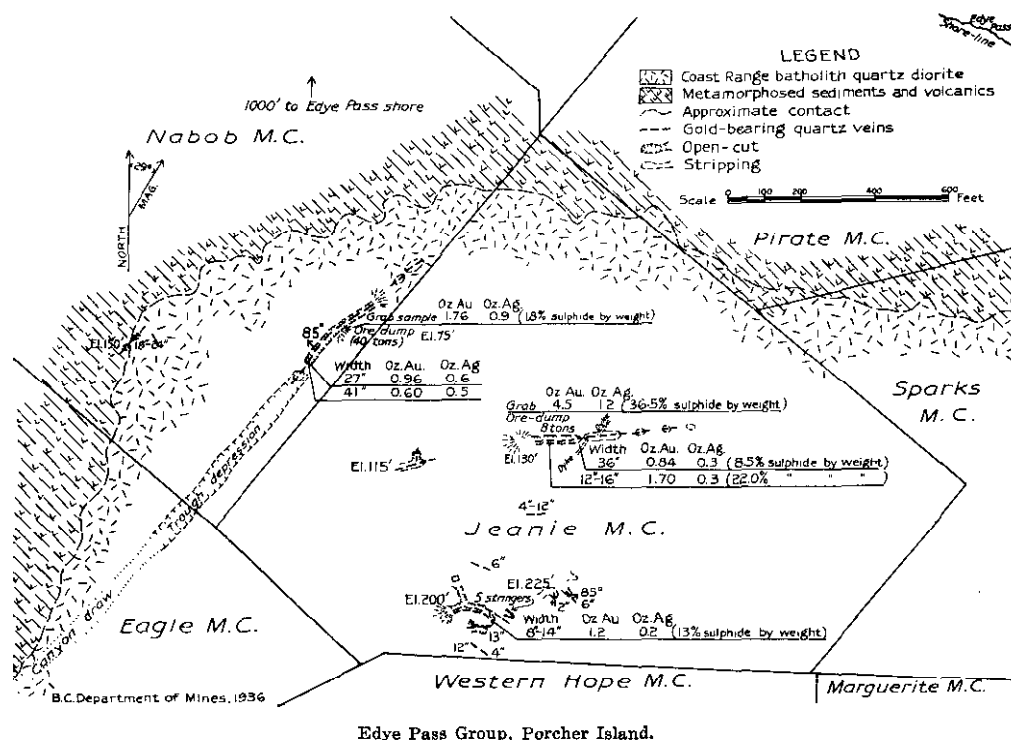 Edye Pass
Shore-line
LEGEND
Coast Range batholith quartz diorite
Metamorphosed sediments and volcanics
Approximate contact
Gold-bearing quartz veins
Open-cut
Stripping
Scale 0 100 200 400 600 Feet
1000' to Edye Pass shore
Nabob M.C.
29°
MAG.
NORTH
Pirate M.C.
Oz Au Oz. Ag.
Grab sample 1.76 0.9 (18% sulphide by weight)
Ore/dump El.75'
(40 tons)
85°
El.150' 18"-24"
Width Oz.Au. Oz.Ag
27" 0.96 0.6
41" 0.60 0.5
Sparks
M.C.
Oz Au. Oz Ag.
Grab 4.5 1.2 (36.5% sulphide by weight)
Ore-dump
8 tons
El.130'
Dyke
Width Oz.Au. Oz.Ag.
36" 0.84 0.3 (8.5% sulphide by weight)
12"-16" 1.70 0.3 (22.0% " " ")
El.115'
Trough depression
4"-12"
Jeanie M.C.
6"
El.225'
85°
El.200'
5 stringers
2" 6"
Width Oz Au Oz.Ag.
8"-14" 1.2 0.2 (13% sulphide by weight)
13"
12" 4"
Canyon draw
Eagle M.C.
Western Hope M.C.
Marguerite M.C.
B.C. Department of Mines, 1936
Edye Pass Group, Porcher Island.